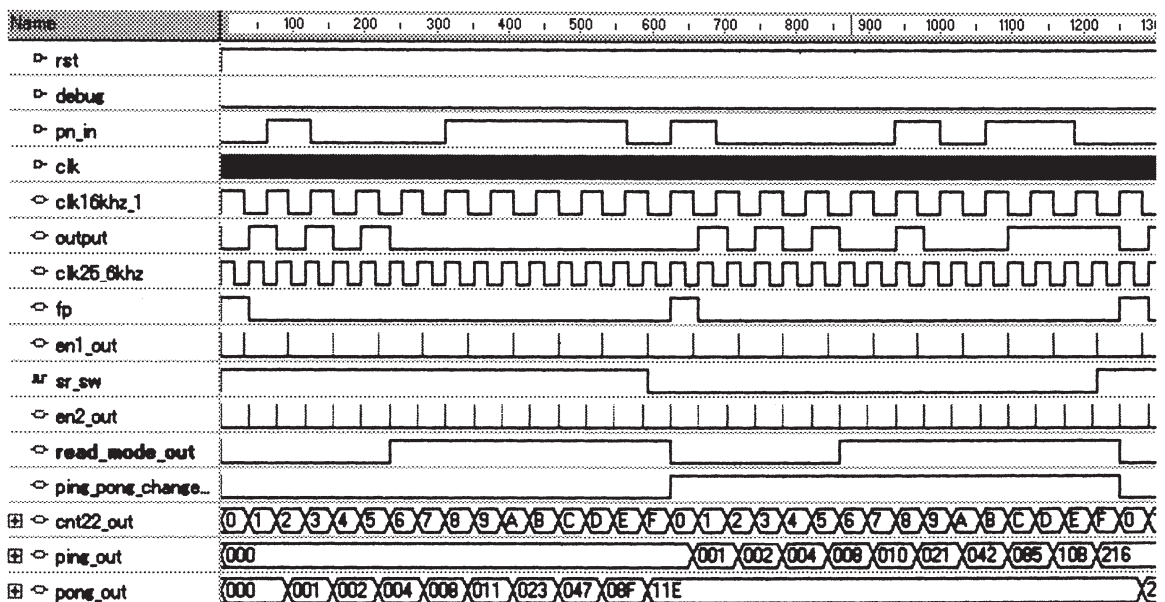 Name 100 200 300 400 500 600 700 800 900 1000 1100 1200 130
rst
debug
pn_in
clk
clk16khz_1
output
clk25_6khz
fp
en1_out
sr_sw
en2_out
read_mode_out
ping_pong_change...
cnt22_out 0 1 2 3 4 5 6 7 8 9 A B C D E F 0 1 2 3 4 5 6 7 8 9 A B C D E F 0
ping_out 000 001 002 004 008 010 021 042 085 10B 216
pong_out 000 001 002 004 008 011 023 047 08F 11E 2